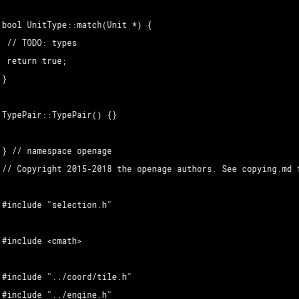 bool UnitType::match(Unit *) {
// TODO: types
return true;
}
TypePair::TypePair() {}
} // namespace openage
// Copyright 2015-2018 the openage authors. See copying.md
#include "selection.h"
#include <cmath>
#include "../coord/tile.h"
#include "../engine.h"